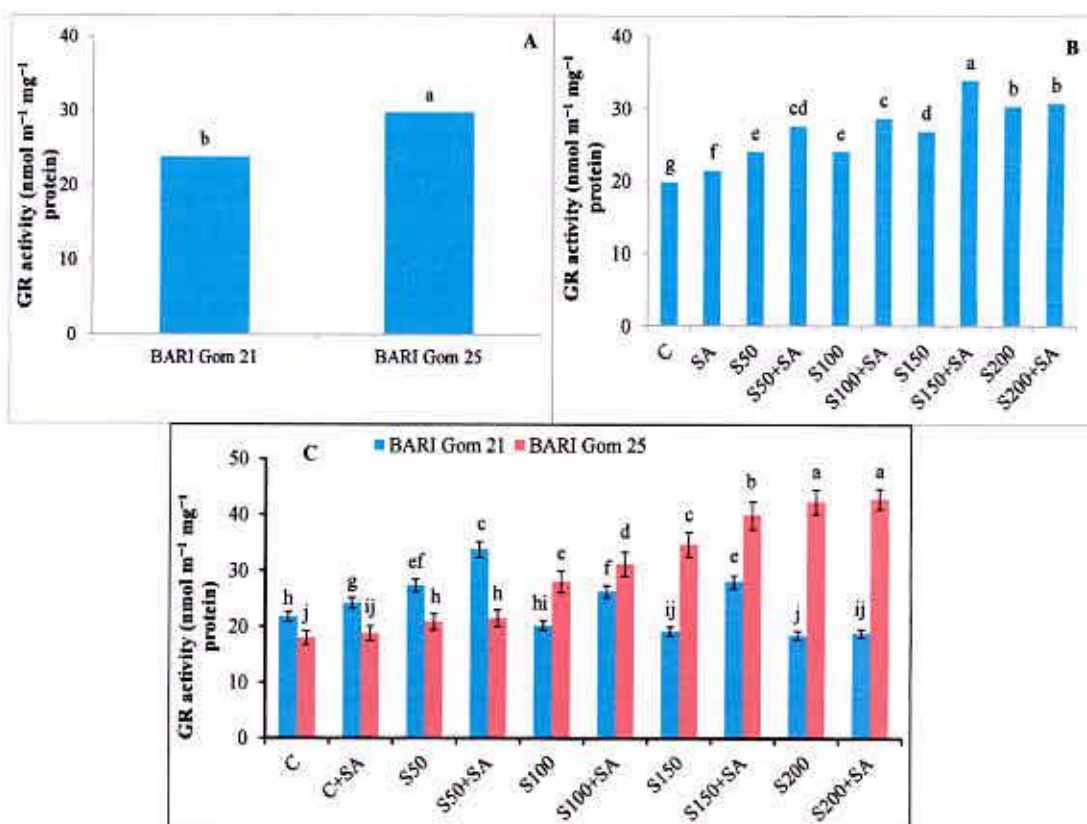 A
GR activity (nmol m⁻¹ mg⁻¹
protein)
40
30
20
10
0
b
a
BARI Gom 21
BARI Gom 25
B
GR activity (nmol m⁻¹ mg⁻¹
protein)
40
30
20
10
0
g f e cd e c d a b b
C SA S50 S50+SA S100 S100+SA S150 S150+SA S200 S200+SA
C
BARI Gom 21 BARI Gom 25
GR activity (nmol m⁻¹ mg⁻¹
protein)
50
40
30
20
10
0
h j g ij ef h c h hi e f d ij c e b j a ij a
C C+SA S50 S50+SA S100 S100+SA S150 S150+SA S200 S200+SA